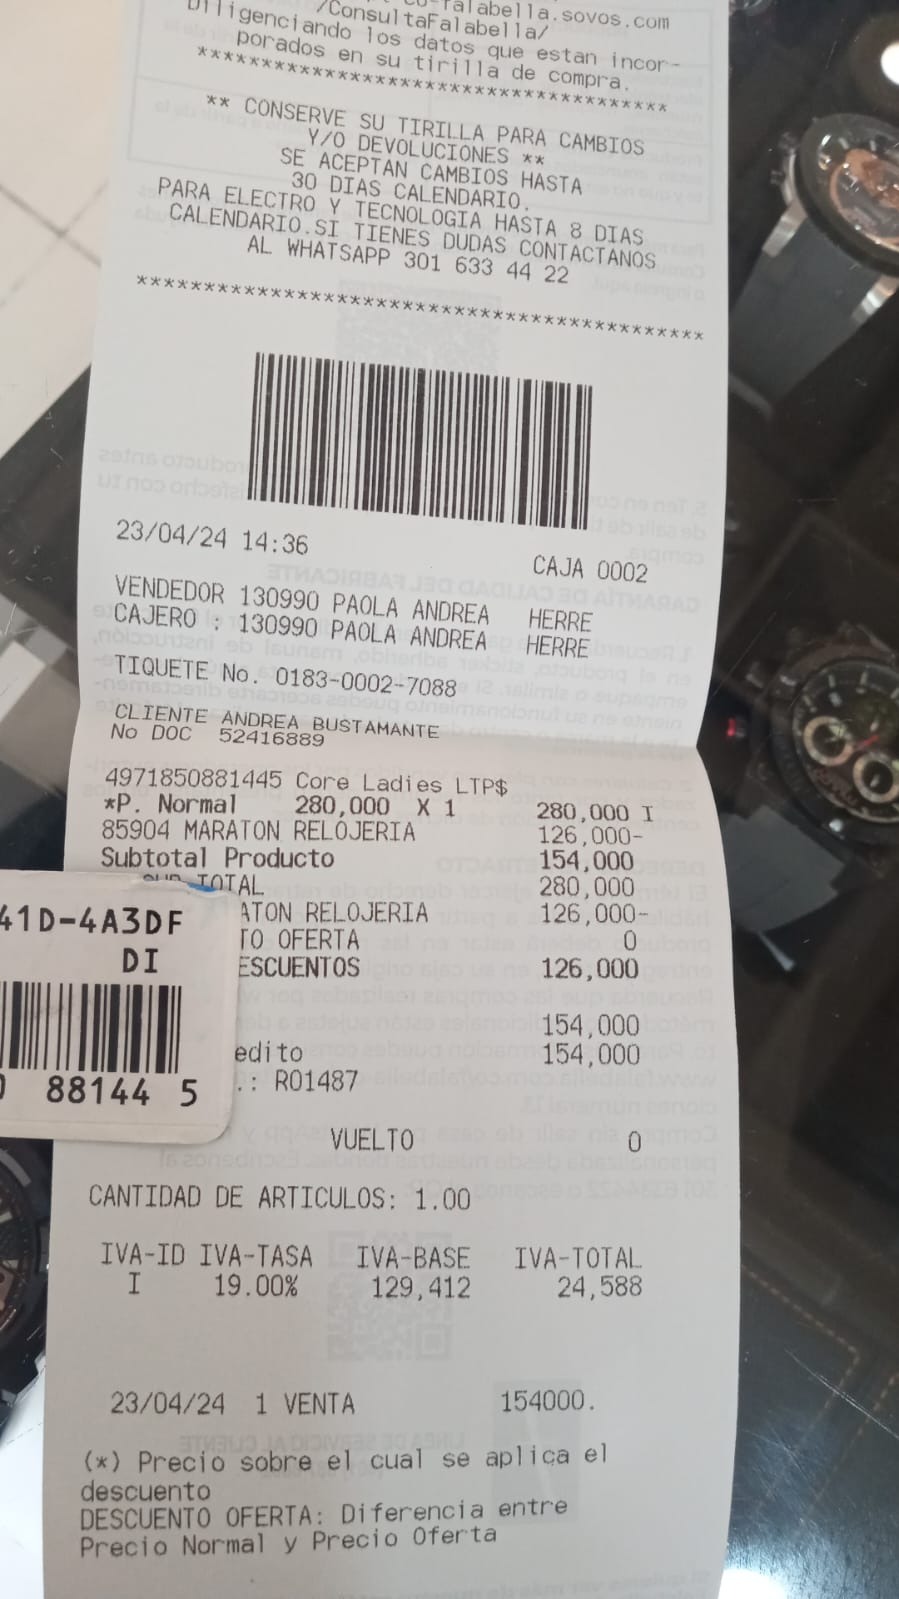 co-falabella.sovos.com
/ConsultaFalabella/
Diligenciando los datos que estan incor-
porados en su tirilla de compra.
****************************************
** CONSERVE SU TIRILLA PARA CAMBIOS
Y/O DEVOLUCIONES **
SE ACEPTAN CAMBIOS HASTA
30 DIAS CALENDARIO.
PARA ELECTRO Y TECNOLOGIA HASTA 8 DIAS
CALENDARIO.SI TIENES DUDAS CONTACTANOS
AL WHATSAPP 301 633 44 22
************************************************
23/04/24 14:36 CAJA 0002
VENDEDOR 130990 PAOLA ANDREA HERRE
CAJERO : 130990 PAOLA ANDREA HERRE
TIQUETE No. 0183-0002-7088
CLIENTE ANDREA BUSTAMANTE
No DOC 52416889
4971850881445 Core Ladies LTP$
*P. Normal 280,000 X 1 280,000 I
85904 MARATON RELOJERIA 126,000-
Subtotal Producto 154,000
TOTAL 280,000
ATON RELOJERIA 126,000-
TO OFERTA 0
ESCUENTOS 126,000
154,000
edito 154,000
.: R01487
41D-4A3DF
DI
88144 5
VUELTO 0
CANTIDAD DE ARTICULOS: 1.00
IVA-ID IVA-TASA IVA-BASE IVA-TOTAL
I 19.00% 129,412 24,588
23/04/24 1 VENTA 154000.
(*) Precio sobre el cual se aplica el
descuento
DESCUENTO OFERTA: Diferencia entre
Precio Normal y Precio Oferta